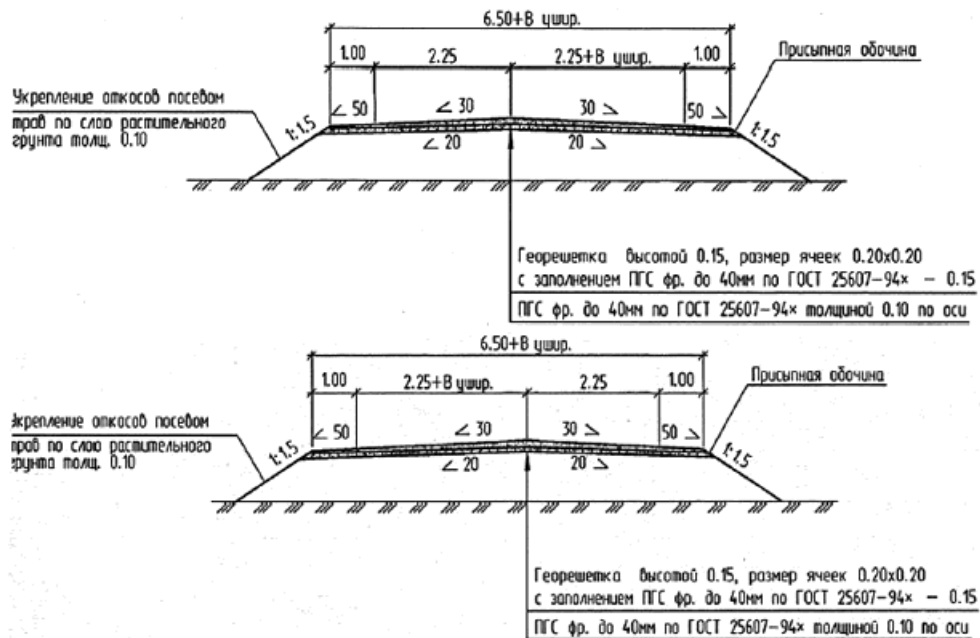 6.50+В ушир.
1.00
2.25
2.25+В ушир.
1.00
Присыпная обочина
Укрепление откосов посевом
трав по слою растительного
грунта толщ. 0.10
1:1.5
50
30
30
50
1:1.5
20
20
Георешетка высотой 0.15, размер ячеек 0.20х0.20
с заполнением ПГС фр. до 40мм по ГОСТ 25607-94× - 0.15
ПГС фр. до 40мм по ГОСТ 25607-94× толщиной 0.10 по оси
6.50+В ушир.
1.00
2.25+В ушир.
2.25
1.00
Присыпная обочина
Укрепление откосов посевом
трав по слою растительного
грунта толщ. 0.10
1:1.5
50
30
30
50
1:1.5
20
20
Георешетка высотой 0.15, размер ячеек 0.20х0.20
с заполнением ПГС фр. до 40мм по ГОСТ 25607-94× - 0.15
ПГС фр. до 40мм по ГОСТ 25607-94× толщиной 0.10 по оси